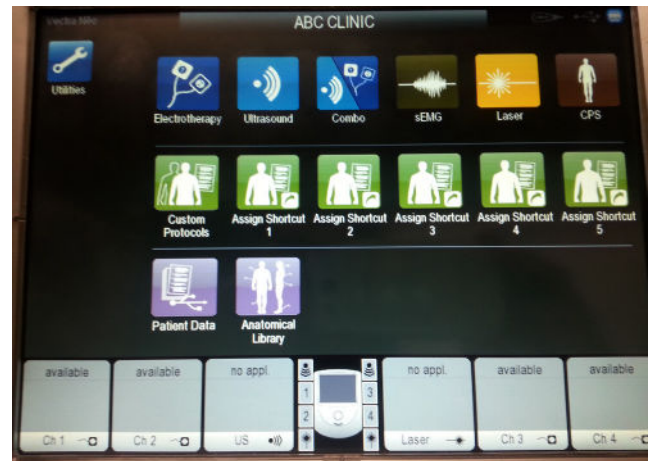 Vectra Neo
ABC CLINIC
Utilities
Electrotherapy
Ultrasound
Combo
sEMG
Laser
CPS
Custom
Protocols
Assign Shortcut
1
Assign Shortcut
2
Assign Shortcut
3
Assign Shortcut
4
Assign Shortcut
5
Patient Data
Anatomical
Library
available
available
no appl.
no appl.
available
available
1
2
3
4
Ch 1
Ch 2
US
Laser
Ch 3
Ch 4